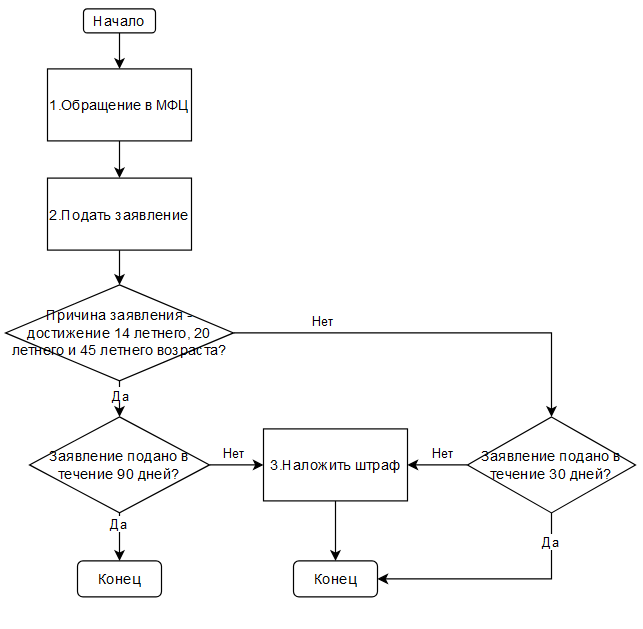 Начало
1.Обращение в МФЦ
2.Подать заявление
Причина заявления -
достижение 14 летнего, 20
летнего и 45 летнего возраста?
Нет
Да
Заявление подано в
течение 90 дней?
Нет
3.Наложить штраф
Нет
Заявление подано в
течение 30 дней?
Да
Да
Конец
Конец